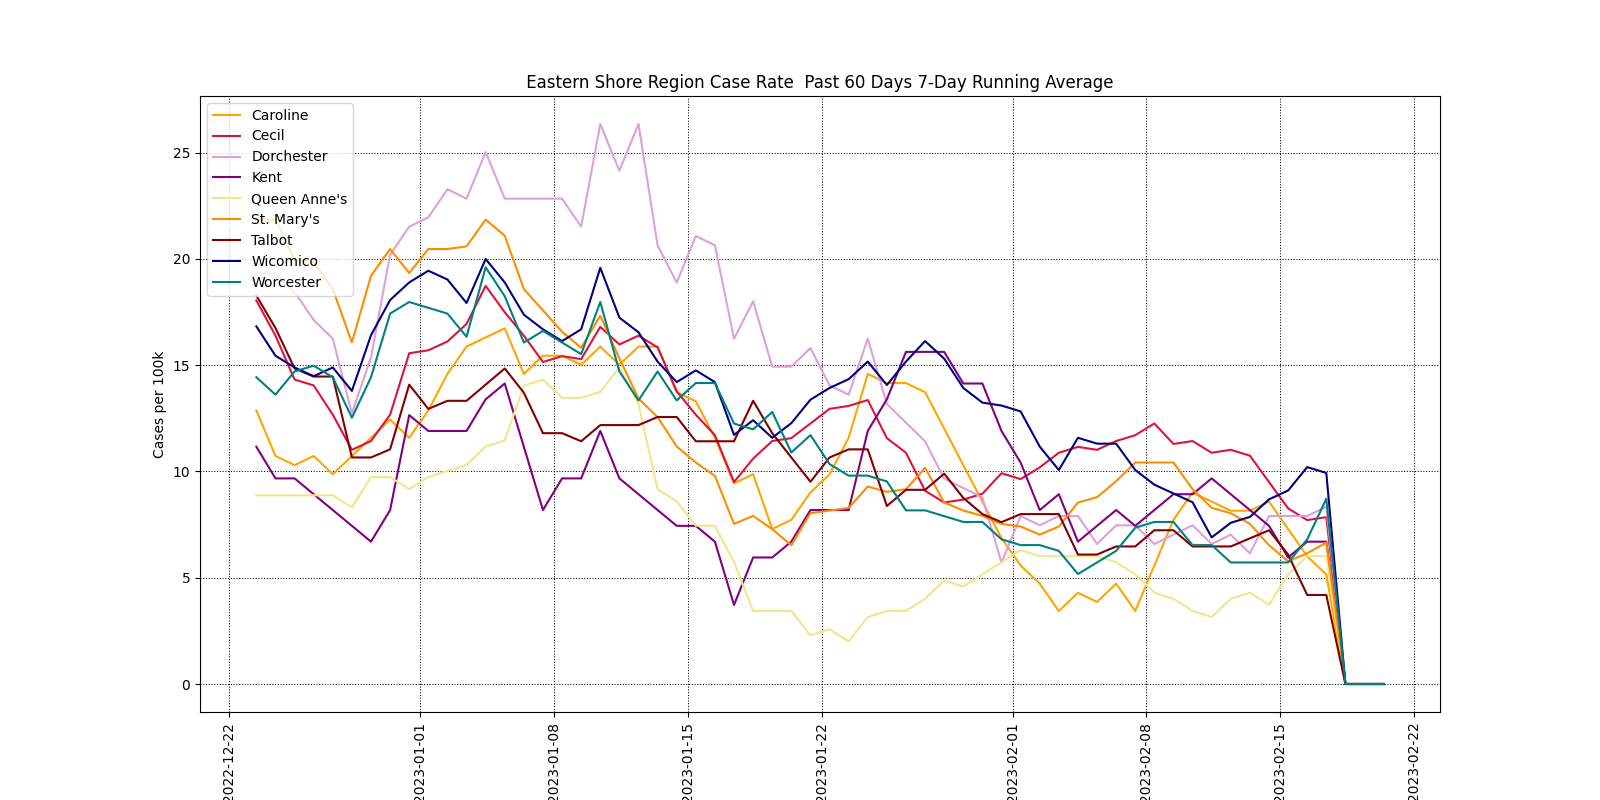 Eastern Shore Region Case Rate  Past 60 Days 7-Day Running Average
Caroline
Cecil
Dorchester
Kent
Queen Anne's
St. Mary's
Talbot
Wicomico
Worcester
Cases per 100k
25
20
15
10
5
0
2022-12-22
2023-01-01
2023-01-08
2023-01-15
2023-01-22
2023-02-01
2023-02-08
2023-02-15
2023-02-22